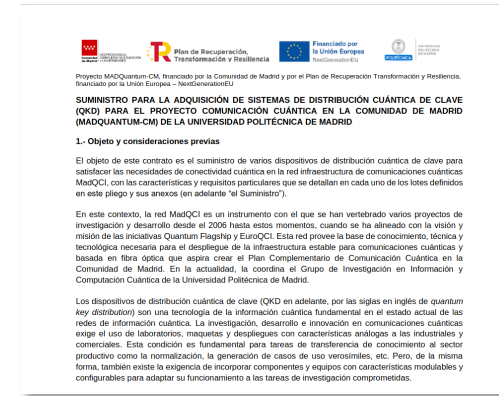 Plan de Recuperación,
Transformación y Resiliencia
Financiado por
la Unión Europea
NextGenerationEU
POLITÉCNICA
Proyecto MADQuantum-CM, financiado por la Comunidad de Madrid y por el Plan de Recuperación Transformación y Resiliencia,
financiado por la Unión Europea – NextGenerationEU
SUMINISTRO PARA LA ADQUISICIÓN DE SISTEMAS DE DISTRIBUCIÓN CUÁNTICA DE CLAVE
(QKD) PARA EL PROYECTO COMUNICACIÓN CUÁNTICA EN LA COMUNIDAD DE MADRID
(MADQUANTUM-CM) DE LA UNIVERSIDAD POLITÉCNICA DE MADRID
1.- Objeto y consideraciones previas
El objeto de este contrato es el suministro de varios dispositivos de distribución cuántica de clave para
satisfacer las necesidades de conectividad cuántica en la red infraestructura de comunicaciones cuánticas
MadQCI, con las características y requisitos particulares que se detallan en cada uno de los lotes definidos
en este pliego y sus anexos (en adelante “el Suministro”).
En este contexto, la red MadQCI es un instrumento con el que se han vertebrado varios proyectos de
investigación y desarrollo desde el 2006 hasta estos momentos, cuando se ha alineado con la visión y
misión de las iniciativas Quantum Flagship y EuroQCI. Esta red provee la base de conocimiento, técnica y
tecnológica necesaria para el despliegue de la infraestructura estable para comunicaciones cuánticas y
basada en fibra óptica que aspira crear el Plan Complementario de Comunicación Cuántica en la
Comunidad de Madrid. En la actualidad, la coordina el Grupo de Investigación en Información y
Computación Cuántica de la Universidad Politécnica de Madrid.
Los dispositivos de distribución cuántica de clave (QKD en adelante, por las siglas en inglés de quantum
key distribution) son una tecnología de la información cuántica fundamental en el estado actual de las
redes de información cuántica. La investigación, desarrollo e innovación en comunicaciones cuánticas
exige el uso de laboratorios, maquetas y despliegues con características análogas a las industriales y
comerciales. Esta condición es fundamental para tareas de transferencia de conocimiento al sector
productivo como la normalización, la generación de casos de uso verosímiles, etc. Pero, de la misma
forma, también existe la exigencia de incorporar componentes y equipos con características modulables y
configurables para adaptar su funcionamiento a las tareas de investigación comprometidas.